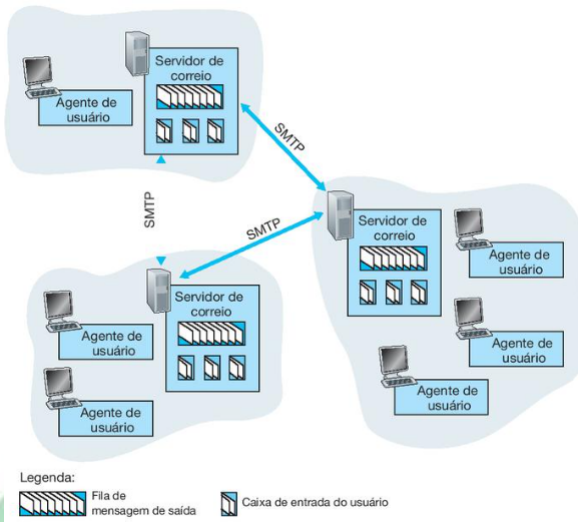 Servidor de
correio
Agente de
usuário
SMTP
SMTP
SMTP
Servidor de
correio
Agente de
usuário
Agente de
usuário
Agente de
usuário
Servidor de
correio
Agente de
usuário
Agente de
usuário
Legenda:
Fila de
mensagem de saída
Caixa de entrada do usuário